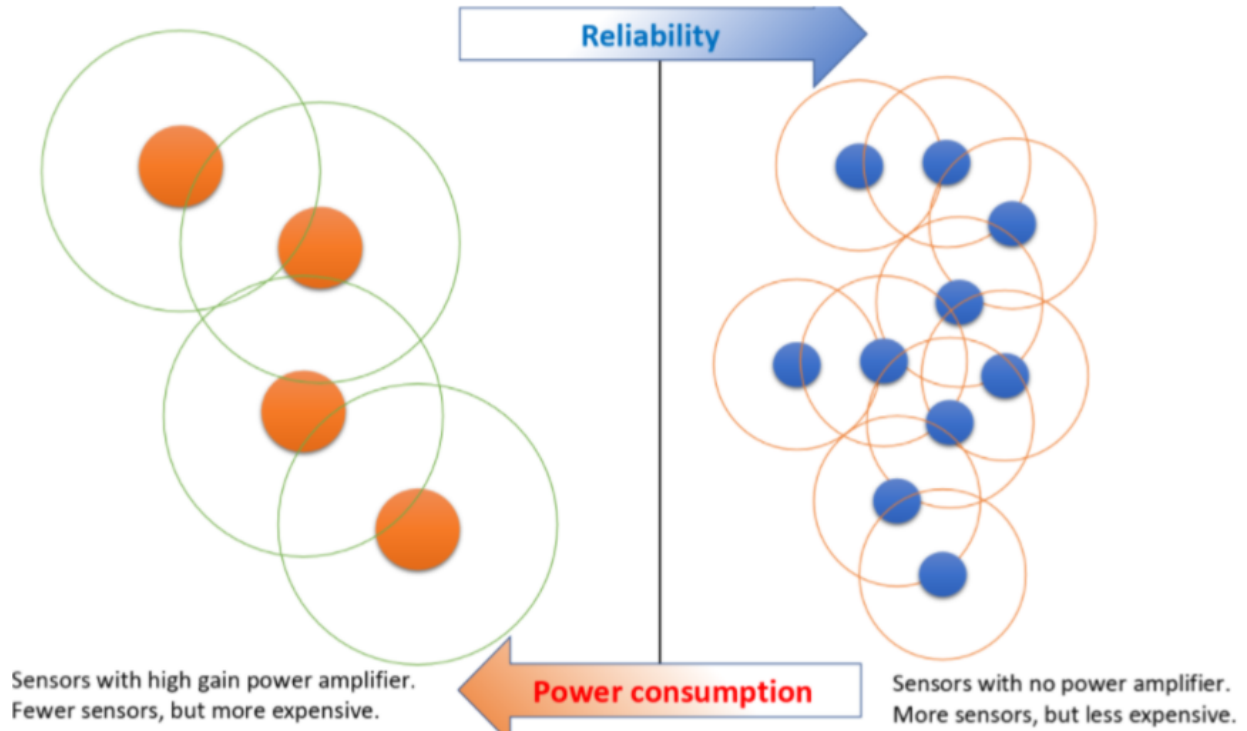 Reliability
Sensors with high gain power amplifier.
Fewer sensors, but more expensive.
Power consumption
Sensors with no power amplifier.
More sensors, but less expensive.